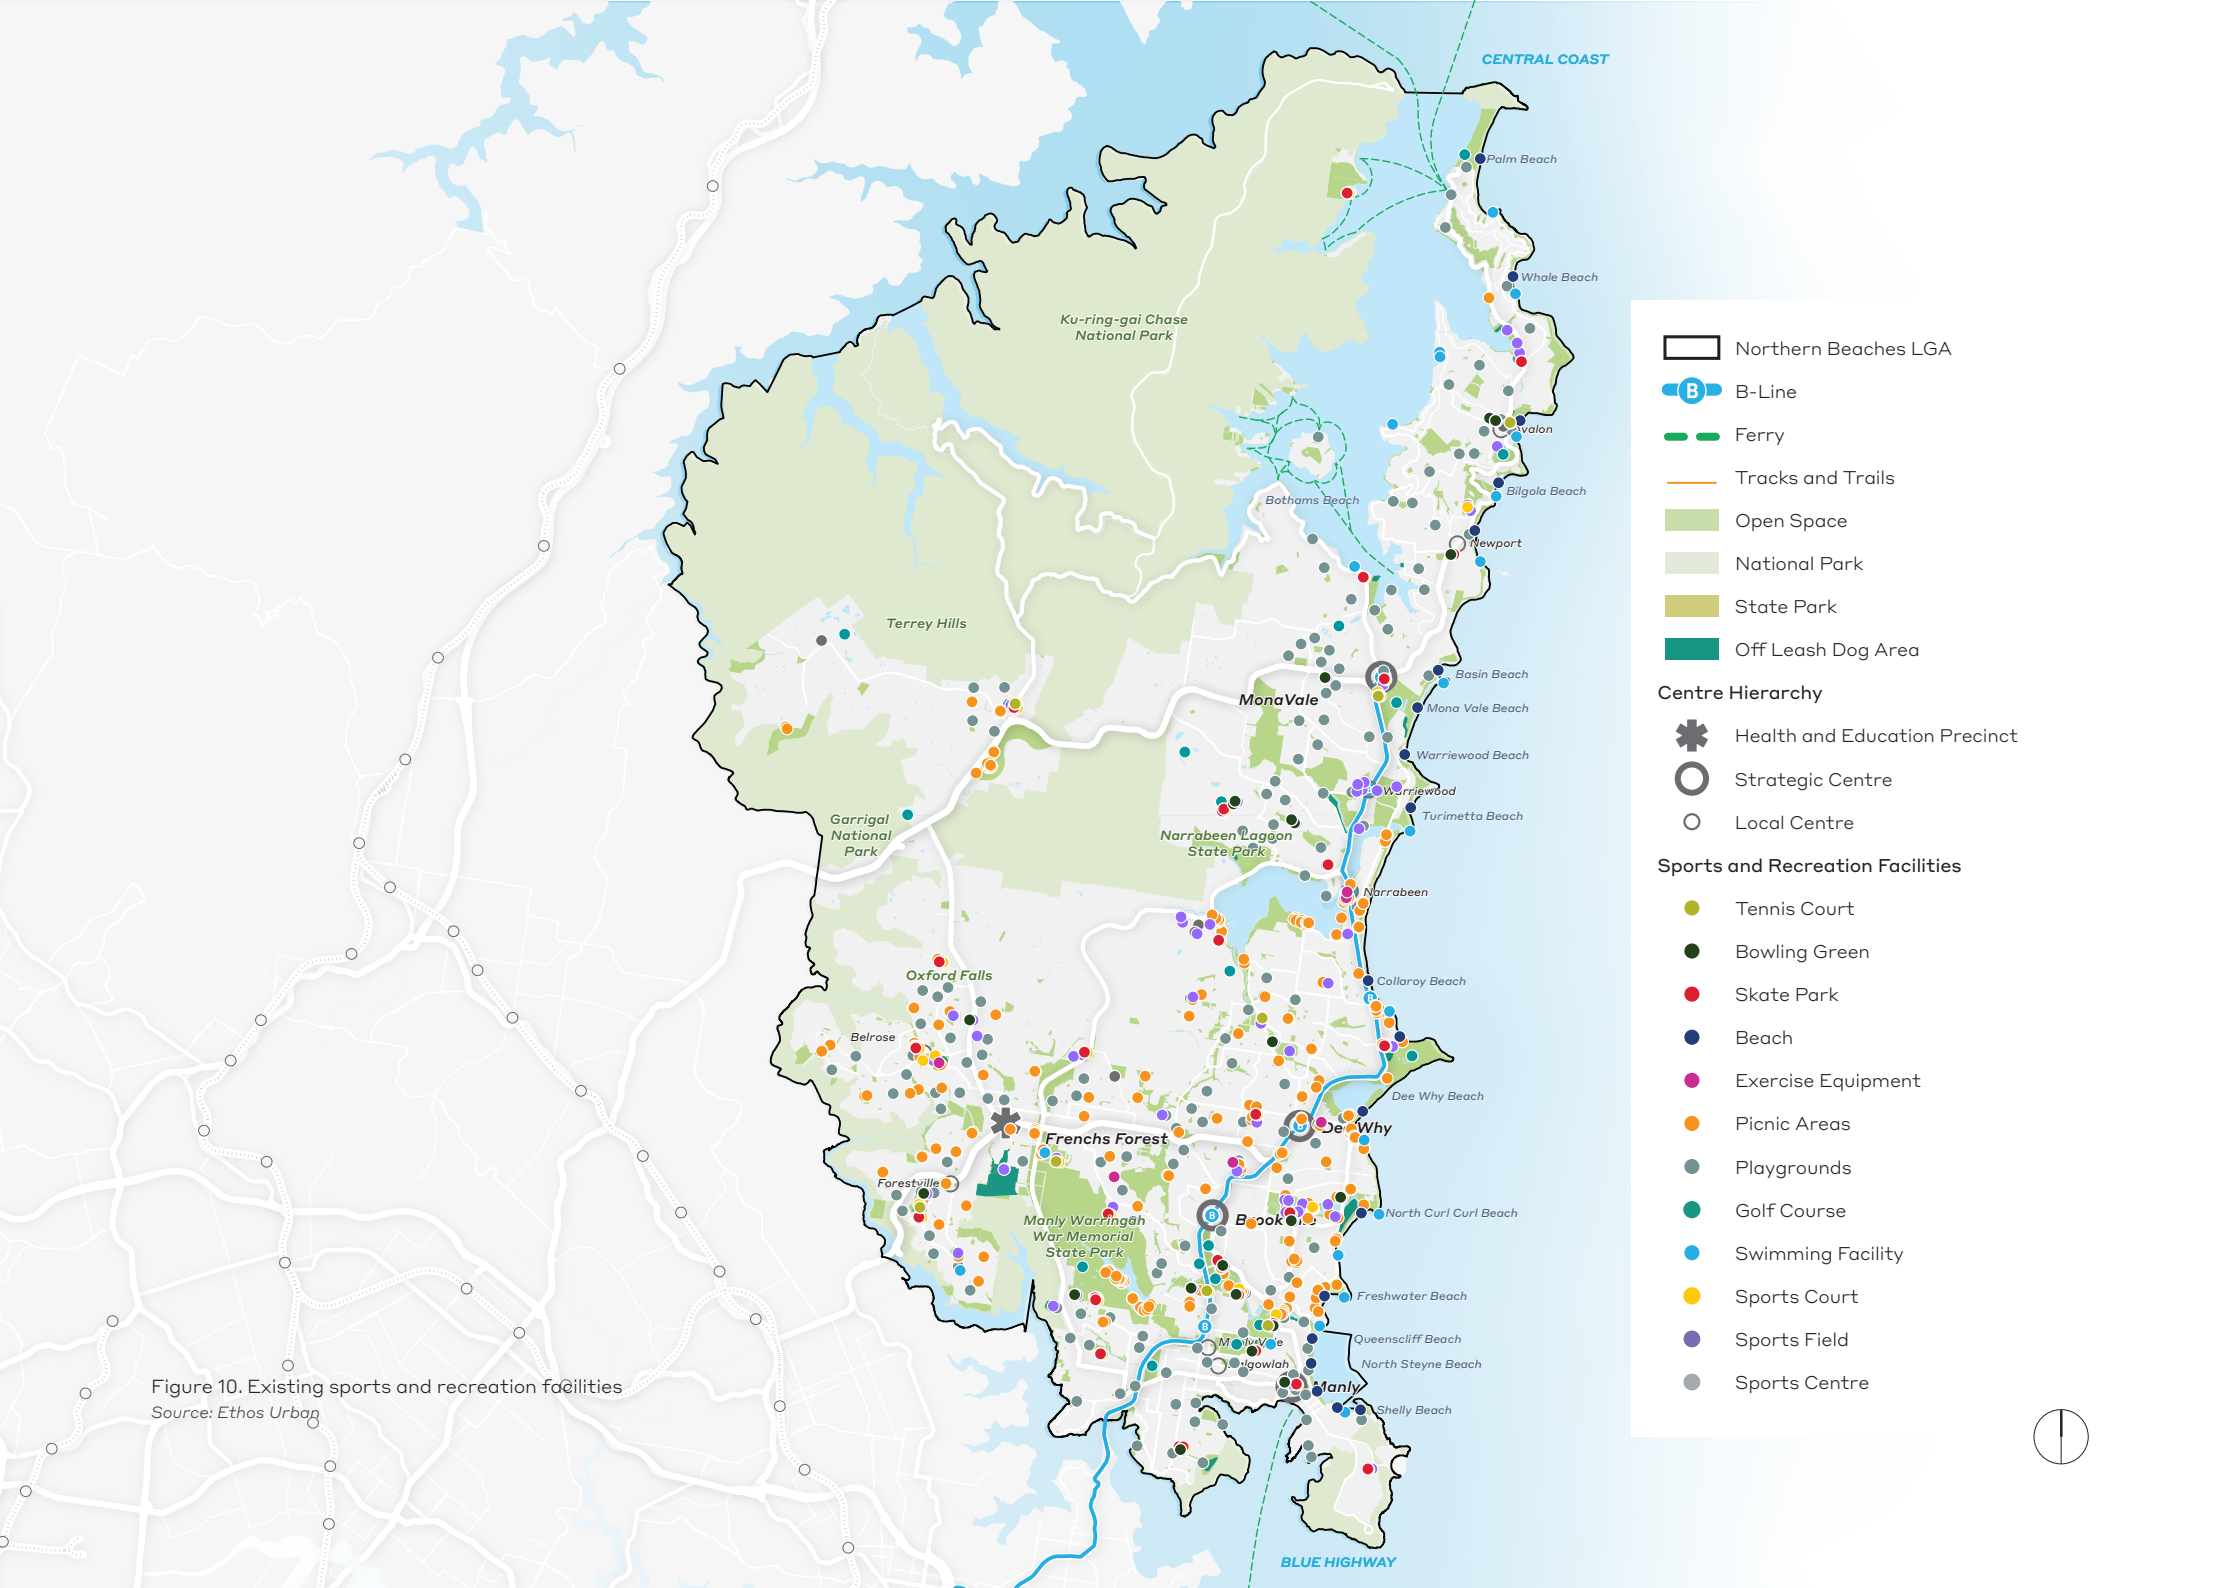 CENTRAL COAST
Palm Beach
Whale Beach
Ku-ring-gai Chase
National Park
Bilgola Beach
Bothams Beach
Newport
Terrey Hills
Basin Beach
MonaVale
Mona Vale Beach
Warriewood Beach
Warriewood
Turimetta Beach
Garrigal
National
Park
Narrabeen Lagoon
State Park
Narrabeen
Oxford Falls
Collaroy Beach
B
Belrose
Dee Why Beach
B
Dee Why
Frenchs Forest
Forestville
North Curl Curl Beach
B
Manly Warringah
War Memorial
State Park
Freshwater Beach
B
Queenscliff Beach
North Steyne Beach
Manly
Shelly Beach
BLUE HIGHWAY
Figure 10. Existing sports and recreation facilities
Source: Ethos Urban
Northern Beaches LGA
B
B-Line
Ferry
Tracks and Trails
Open Space
National Park
State Park
Off Leash Dog Area
Centre Hierarchy
Health and Education Precinct
Strategic Centre
Local Centre
Sports and Recreation Facilities
Tennis Court
Bowling Green
Skate Park
Beach
Exercise Equipment
Picnic Areas
Playgrounds
Golf Course
Swimming Facility
Sports Court
Sports Field
Sports Centre